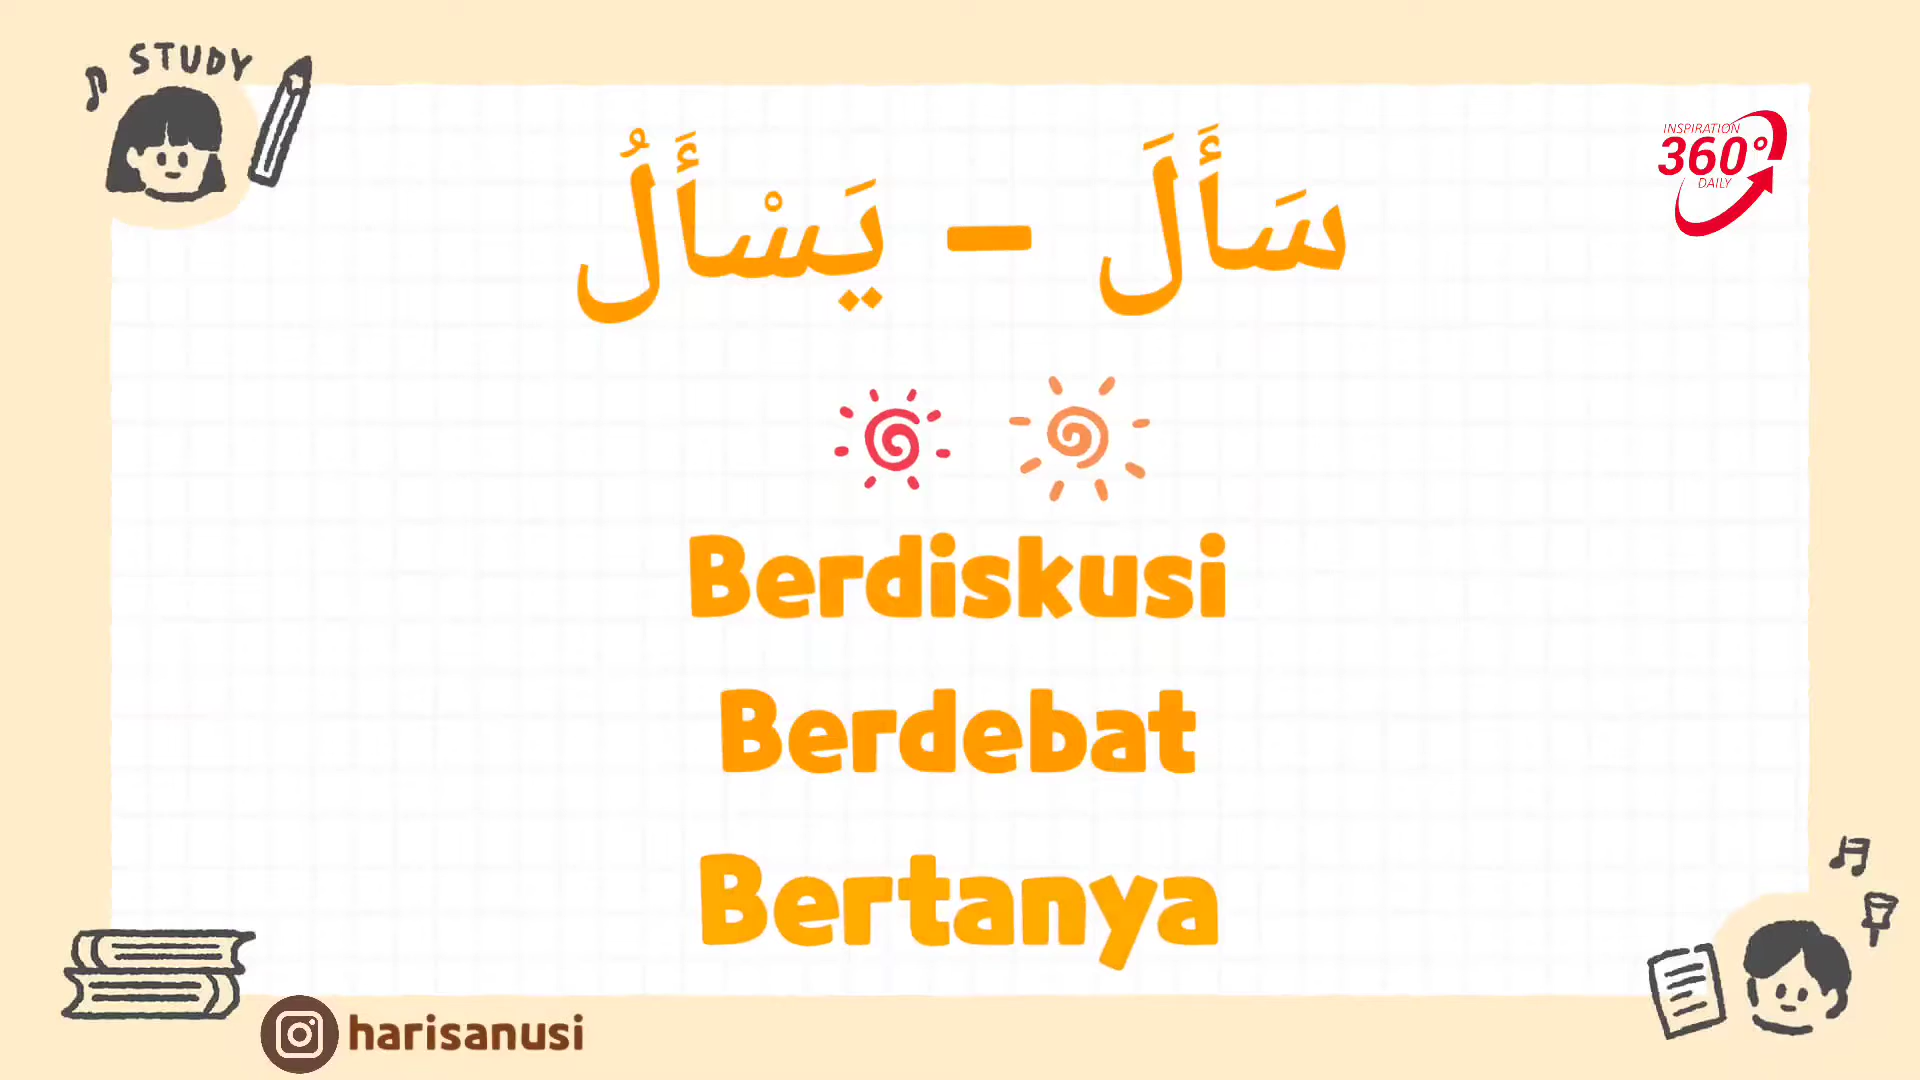 STUDY
INSPIRATION
360°
DAILY
سَأَلَ – يَسْأَلُ
Berdiskusi
Berdebat
Bertanya
harisanusi